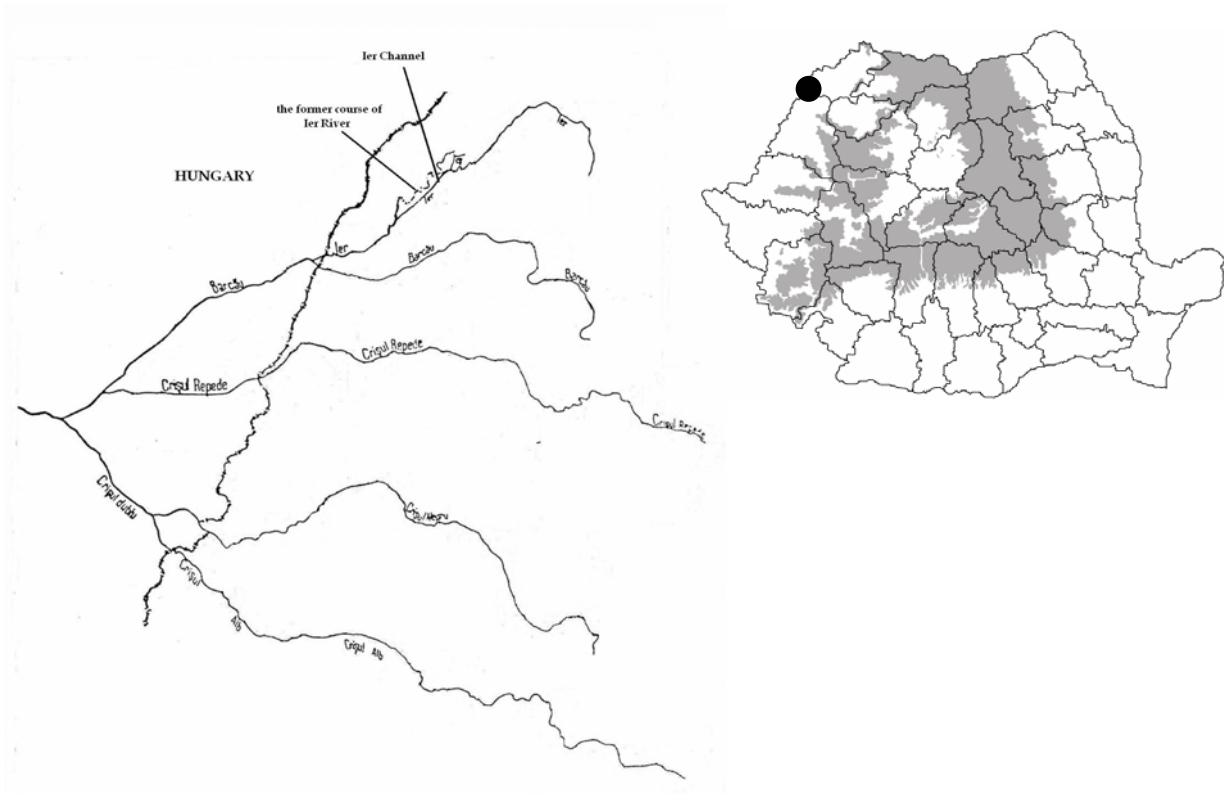 Ier Channel
the former course of
Ier River
HUNGARY
Ier
Ier
Ier
Barcău
Barcău
Barcău
Crişul Repede
Crişul Repede
Crişul Repede
Crişul dublu
Crişul Negru
Crişul
Alb
Crişul Alb